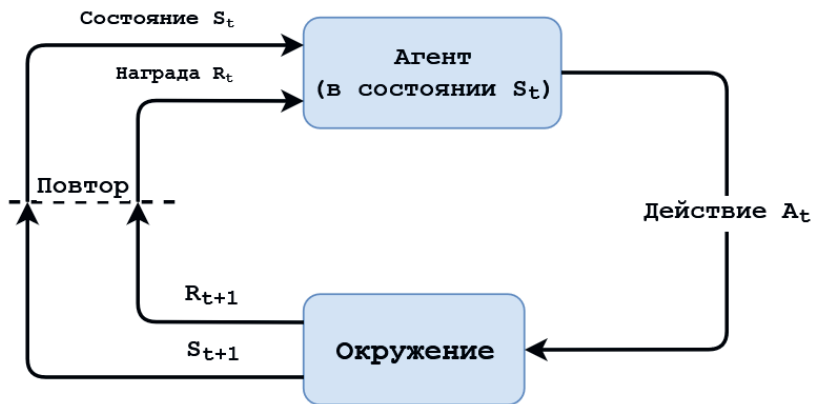 Состояние Sₜ
Агент
(в состоянии Sₜ)
Награда Rₜ
Повтор
Действие Aₜ
Rₜ₊₁
Окружение
Sₜ₊₁